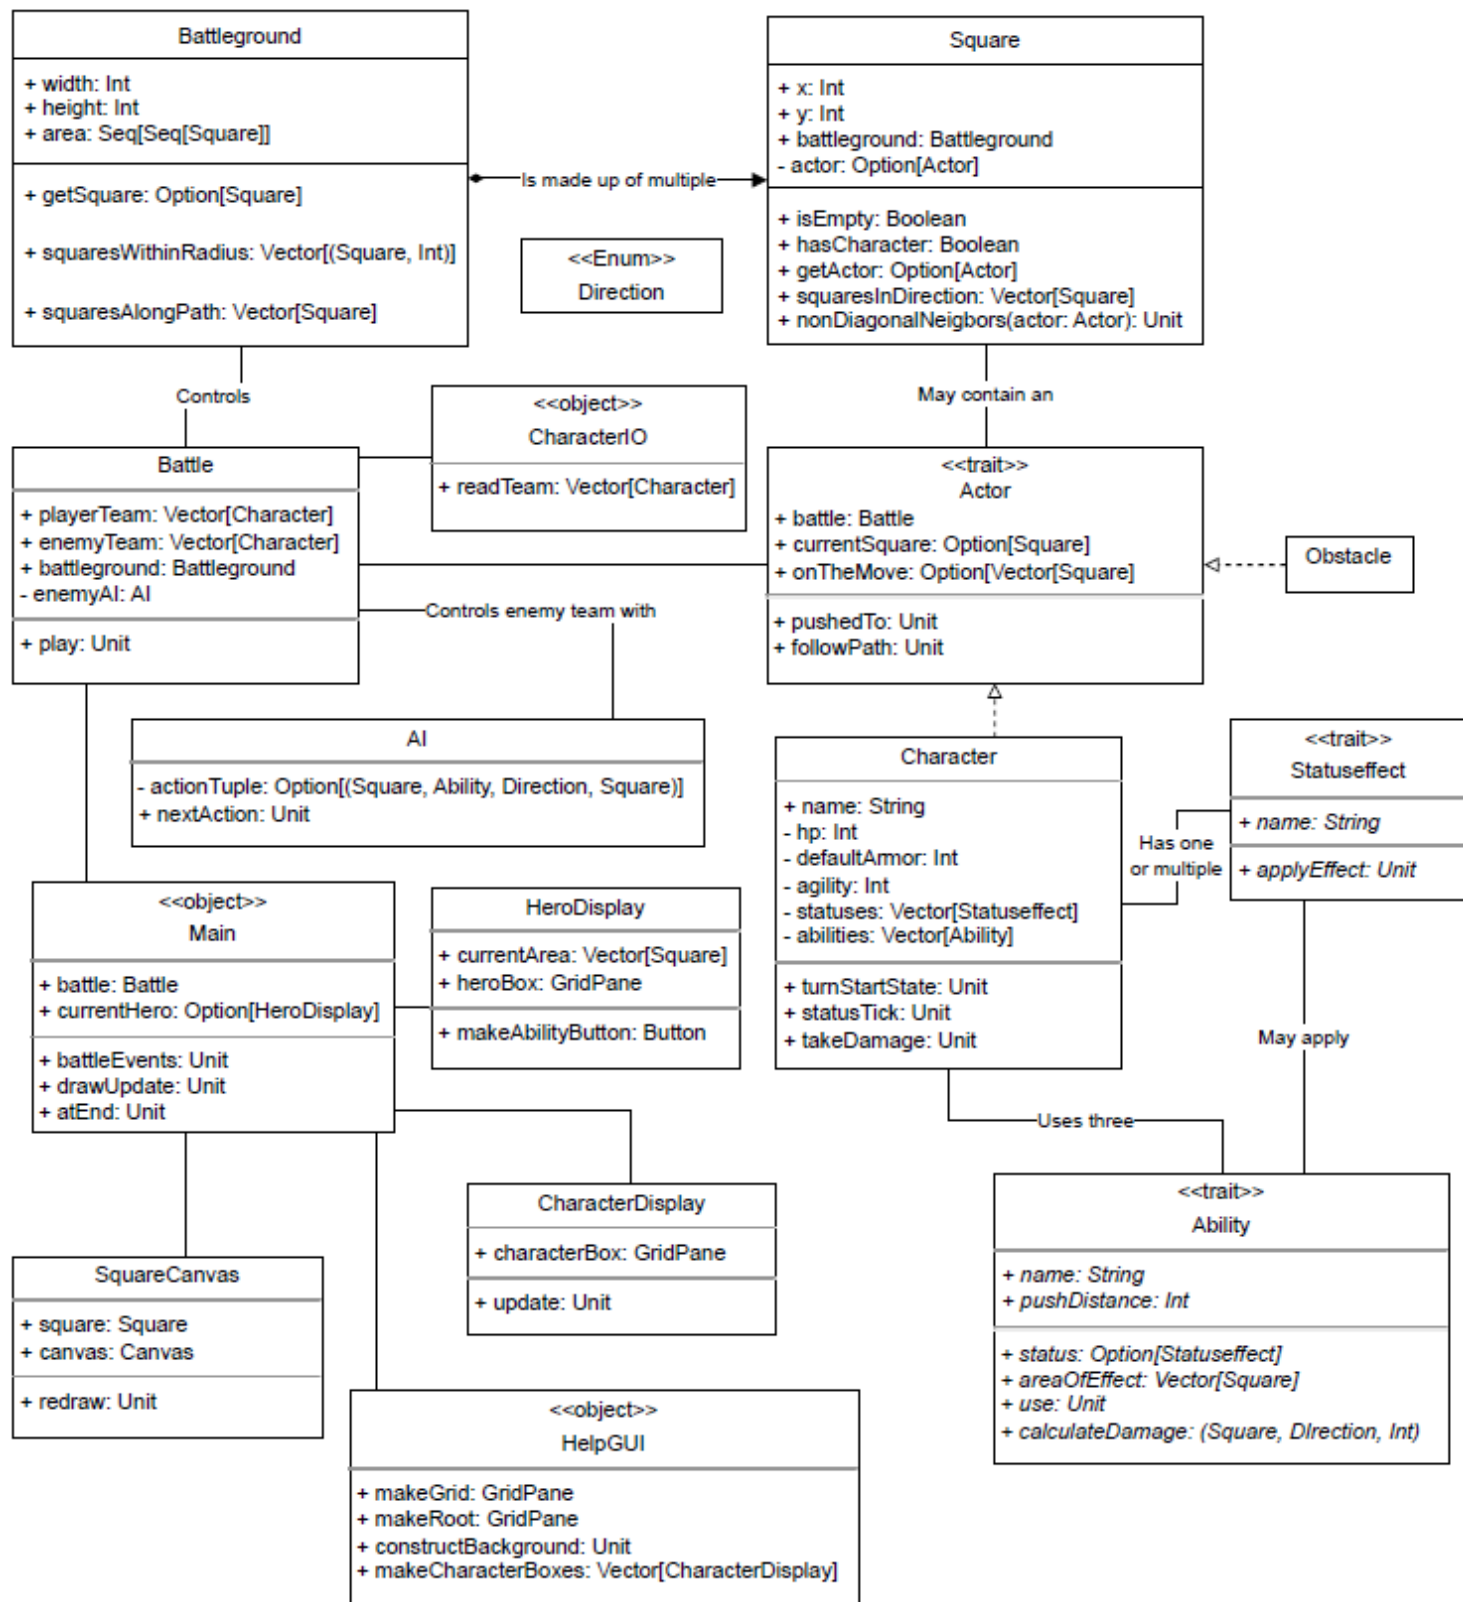 Battleground
+ width: Int
+ height: Int
+ area: Seq[Seq[Square]]
+ getSquare: Option[Square]
+ squaresWithinRadius: Vector[(Square, Int)]
+ squaresAlongPath: Vector[Square]
Is made up of multiple
Square
+ x: Int
+ y: Int
+ battleground: Battleground
- actor: Option[Actor]
+ isEmpty: Boolean
+ hasCharacter: Boolean
+ getActor: Option[Actor]
+ squaresInDirection: Vector[Square]
+ nonDiagonalNeigbors(actor: Actor): Unit
<<Enum>>
Direction
Controls
May contain an
<<object>>
CharacterIO
+ readTeam: Vector[Character]
Battle
+ playerTeam: Vector[Character]
+ enemyTeam: Vector[Character]
+ battleground: Battleground
- enemyAI: AI
+ play: Unit
<<trait>>
Actor
+ battle: Battle
+ currentSquare: Option[Square]
+ onTheMove: Option[Vector[Square]
+ pushedTo: Unit
+ followPath: Unit
Obstacle
Controls enemy team with
AI
- actionTuple: Option[(Square, Ability, Direction, Square)]
+ nextAction: Unit
Character
+ name: String
- hp: Int
- defaultArmor: Int
- agility: Int
- statuses: Vector[Statuseffect]
- abilities: Vector[Ability]
+ turnStartState: Unit
+ statusTick: Unit
+ takeDamage: Unit
Has one
or multiple
<<trait>>
Statuseffect
+ name: String
+ applyEffect: Unit
<<object>>
Main
+ battle: Battle
+ currentHero: Option[HeroDisplay]
+ battleEvents: Unit
+ drawUpdate: Unit
+ atEnd: Unit
HeroDisplay
+ currentArea: Vector[Square]
+ heroBox: GridPane
+ makeAbilityButton: Button
May apply
Uses three
CharacterDisplay
+ characterBox: GridPane
+ update: Unit
<<trait>>
Ability
+ name: String
+ pushDistance: Int
+ status: Option[Statuseffect]
+ areaOfEffect: Vector[Square]
+ use: Unit
+ calculateDamage: (Square, DIrection, Int)
SquareCanvas
+ square: Square
+ canvas: Canvas
+ redraw: Unit
<<object>>
HelpGUI
+ makeGrid: GridPane
+ makeRoot: GridPane
+ constructBackground: Unit
+ makeCharacterBoxes: Vector[CharacterDisplay]